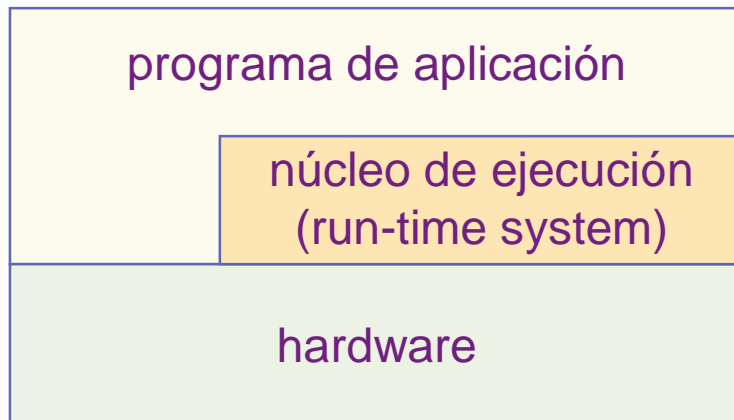 programa de aplicación
núcleo de ejecución
(run-time system)
hardware